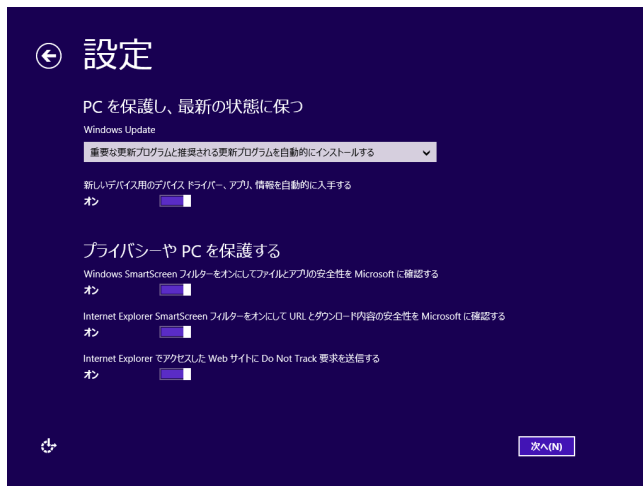 設定
PC を保護し、最新の状態に保つ
Windows Update
重要な更新プログラムと推奨される更新プログラムを自動的にインストールする
新しいデバイス用のデバイス ドライバー、アプリ、情報を自動的に入手する
オン
プライバシーや PC を保護する
Windows SmartScreen フィルターをオンにしてファイルとアプリの安全性を Microsoft に確認する
オン
Internet Explorer SmartScreen フィルターをオンにして URL とダウンロード内容の安全性を Microsoft に確認する
オン
Internet Explorer でアクセスした Web サイトに Do Not Track 要求を送信する
オン
次へ(N)